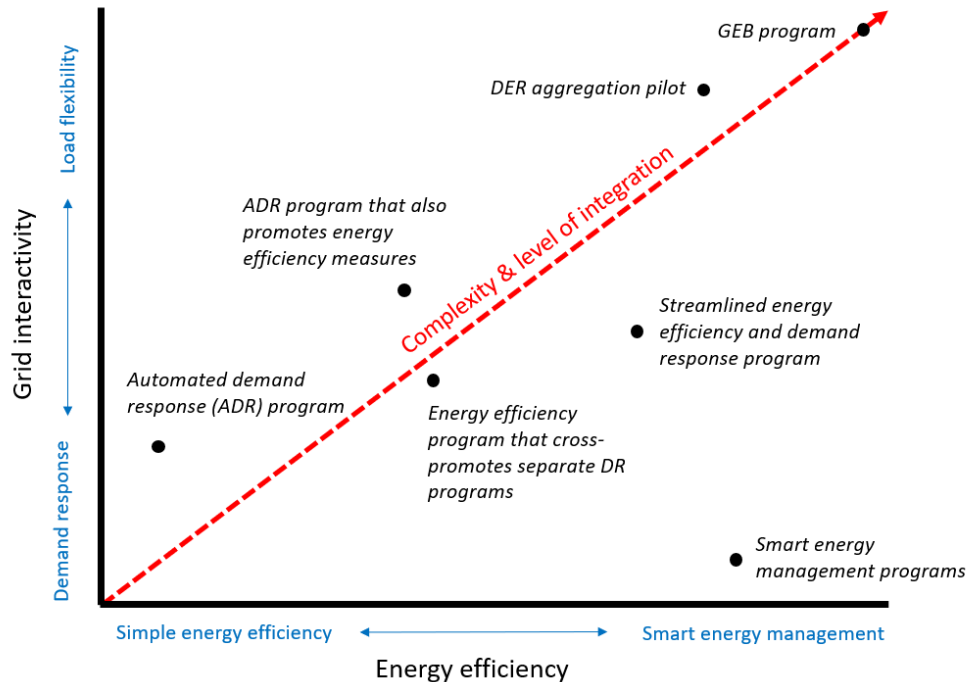 GEB program
DER aggregation pilot
Load flexibility
ADR program that also
promotes energy
efficiency measures
Complexity & level of integration
Grid interactivity
Streamlined energy
efficiency and demand
response program
Automated demand
response (ADR) program
Energy efficiency
program that cross-
promotes separate DR
programs
Demand response
Smart energy
management programs
Simple energy efficiency
Smart energy management
Energy efficiency